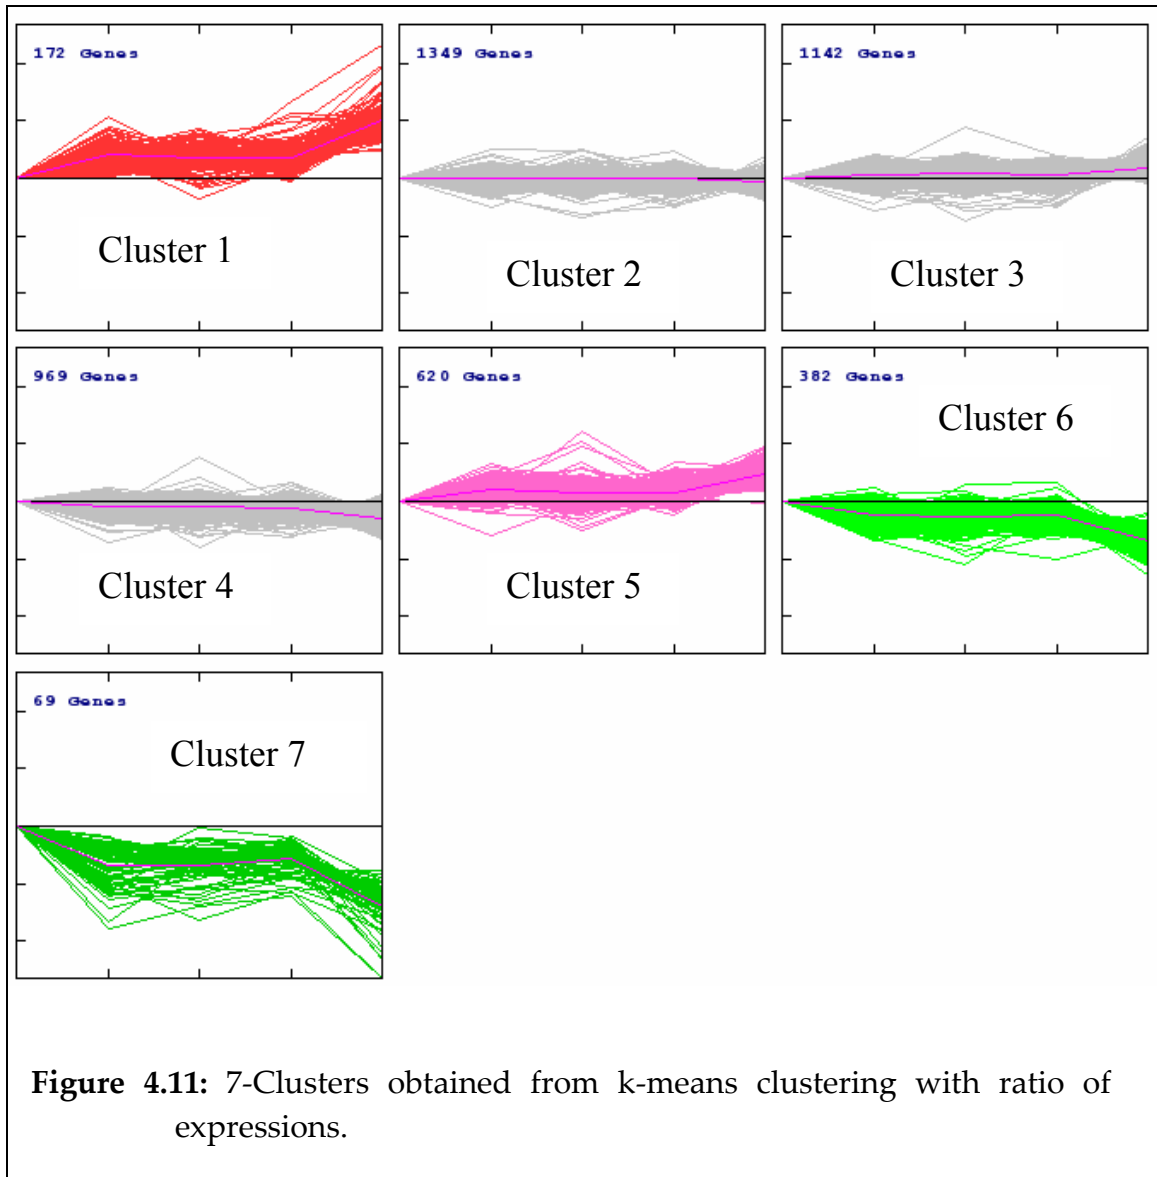 172 Genes
Cluster 1
1349 Genes
Cluster 2
1142 Genes
Cluster 3
969 Genes
Cluster 4
620 Genes
Cluster 5
382 Genes
Cluster 6
69 Genes
Cluster 7
Figure 4.11: 7-Clusters obtained from k-means clustering with ratio of
expressions.